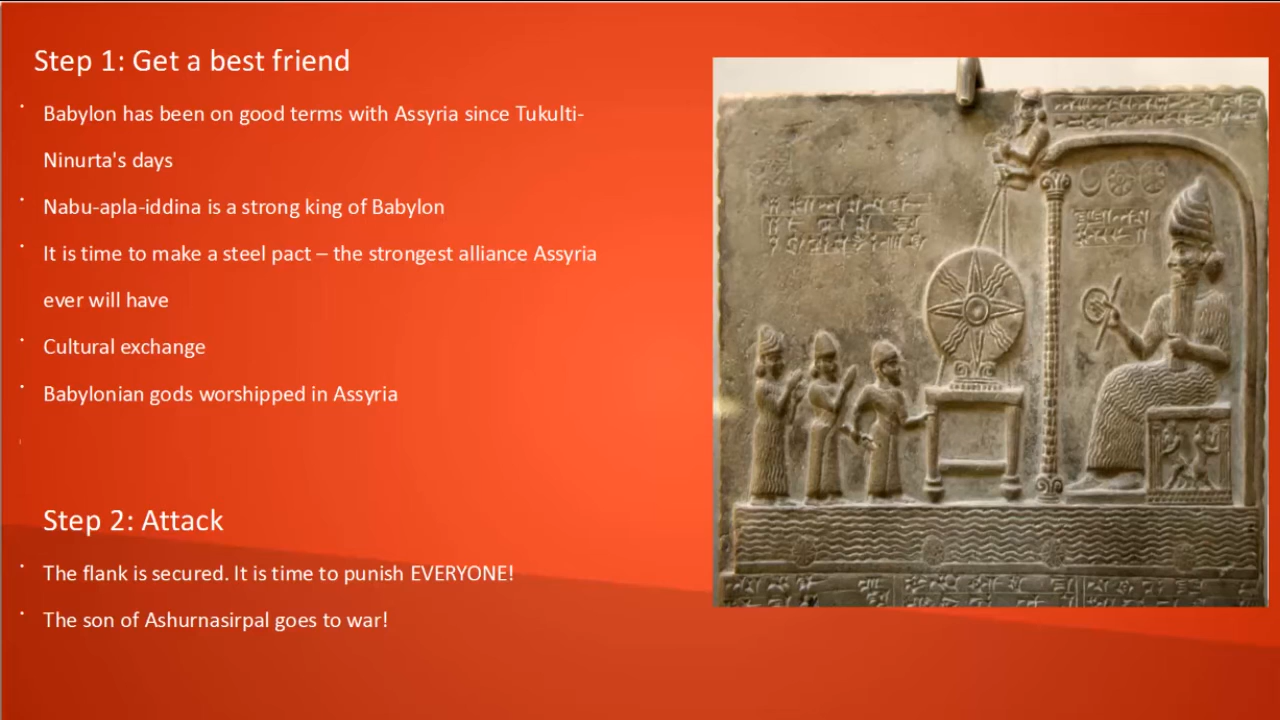 Step 1: Get a best friend
Babylon has been on good terms with Assyria since Tukulti-
Ninurta's days
Nabu-apla-iddina is a strong king of Babylon
It is time to make a steel pact – the strongest alliance Assyria
ever will have
Cultural exchange
Babylonian gods worshipped in Assyria
Step 2: Attack
The flank is secured. It is time to punish EVERYONE!
The son of Ashurnasirpal goes to war!